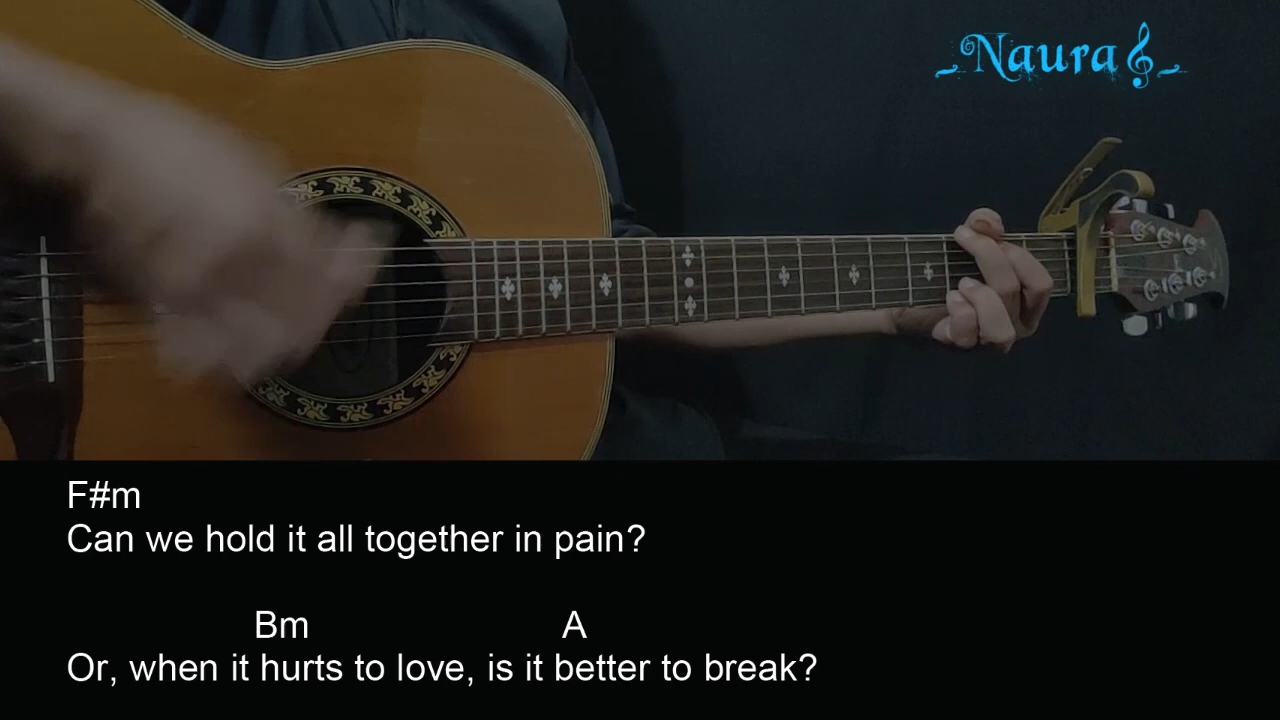 Naura
F#m
Can we hold it all together in pain?
Bm A
Or, when it hurts to love, is it better to break?